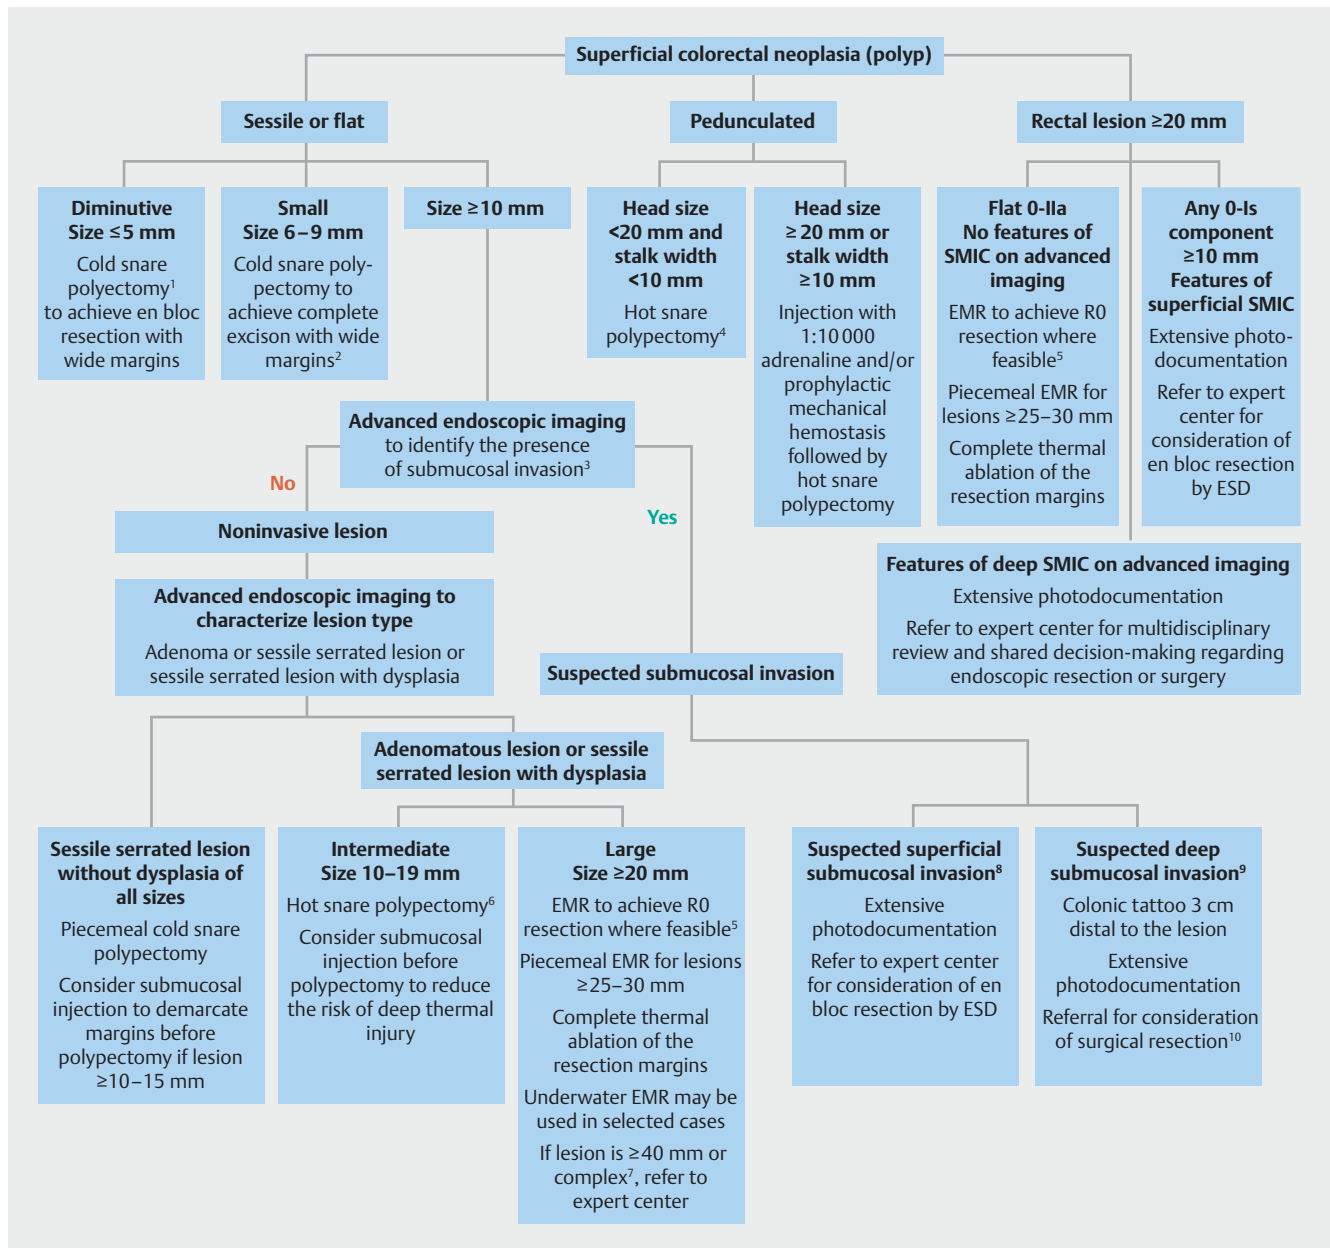 Superficial colorectal neoplasia (polyp)
Sessile or flat
Pedunculated
Rectal lesion ≥20 mm
Diminutive
Size ≤5 mm
Cold snare
polyectomy1
to achieve en bloc
resection with
wide margins
Small
Size 6–9 mm
Cold snare poly-
pectomy to
achieve complete
excison with wide
margins2
Size ≥10 mm
Head size
<20 mm and
stalk width
<10 mm
Hot snare
polypectomy4
Head size
≥20 mm or
stalk width
≥10 mm
Injection with
1:10 000
adrenaline and/or
prophylactic
mechanical
hemostasis
followed by
hot snare
polypectomy
Flat 0-IIa
No features of
SMIC on advanced
imaging
EMR to achieve R0
resection where
feasible5
Piecemeal EMR for
lesions ≥25–30 mm
Complete thermal
ablation of the
resection margins
Any 0-Is
component
≥10 mm
Features of
superficial SMIC
Extensive photo-
documentation
Refer to expert
center for
consideration of
en bloc resection
by ESD
Advanced endoscopic imaging
to identify the presence
of submucosal invasion3
No
Yes
Noninvasive lesion
Features of deep SMIC on advanced imaging
Extensive photodocumentation
Refer to expert center for multidisciplinary
review and shared decision-making regarding
endoscopic resection or surgery
Advanced endoscopic imaging to
characterize lesion type
Adenoma or sessile serrated lesion or
sessile serrated lesion with dysplasia
Suspected submucosal invasion
Adenomatous lesion or sessile
serrated lesion with dysplasia
Sessile serrated lesion
without dysplasia of
all sizes
Piecemeal cold snare
polypectomy
Consider submucosal
injection to demarcate
margins before
polypectomy if lesion
≥10–15 mm
Intermediate
Size 10–19 mm
Hot snare polypectomy6
Consider submucosal
injection before
polypectomy to reduce
the risk of deep thermal
injury
Large
Size ≥20 mm
EMR to achieve R0
resection where feasible5
Piecemeal EMR for lesions
≥25–30 mm
Complete thermal
ablation of the
resection margins
Underwater EMR may be
used in selected cases
If lesion is ≥40 mm or
complex7, refer to
expert center
Suspected superficial
submucosal invasion8
Extensive
photodocumentation
Refer to expert center
for consideration of en
bloc resection by ESD
Suspected deep
submucosal invasion9
Colonic tattoo 3 cm
distal to the lesion
Extensive
photodocumentation
Referral for consideration
of surgical resection10